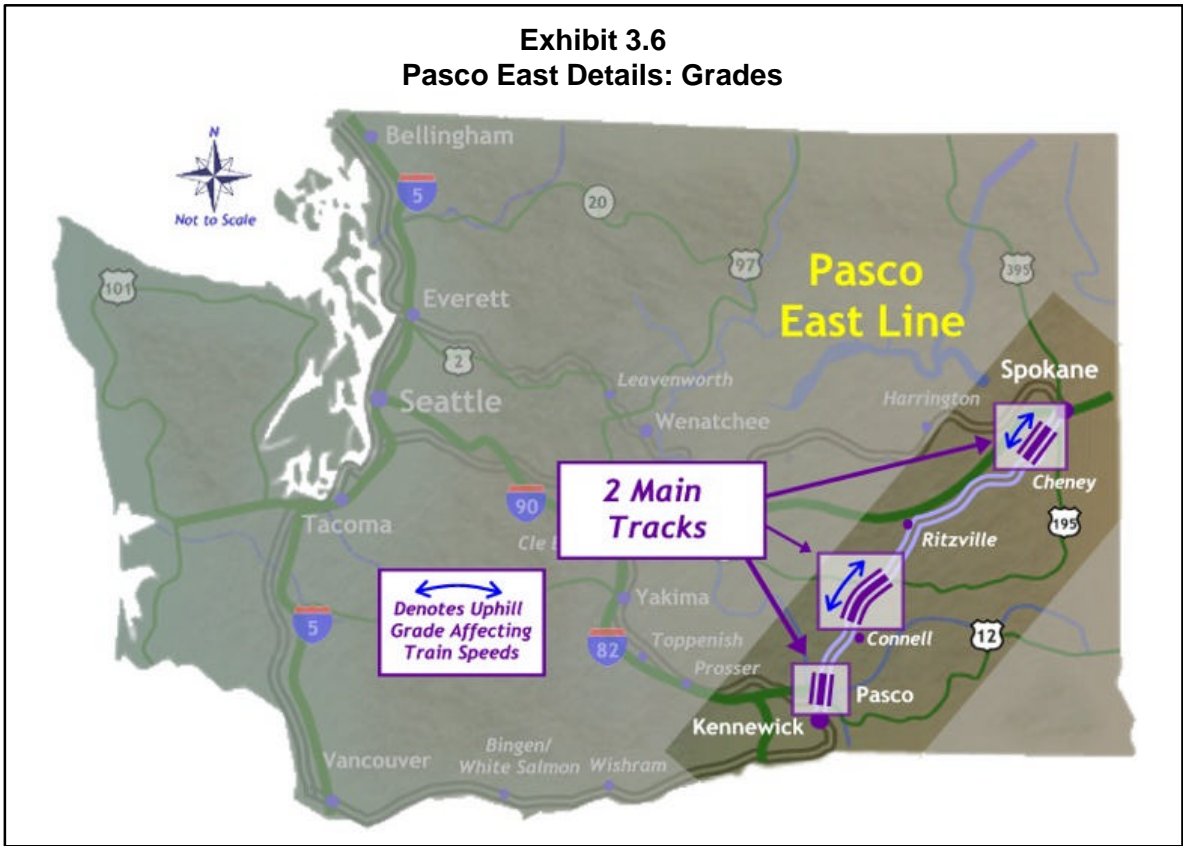 Exhibit 3.6
Pasco East Details: Grades
N
Not to Scale
Bellingham
5
20
97
395
101
Pasco
East Line
Everett
2
Leavenworth
Harrington
Spokane
Seattle
Wenatchee
Cheney
2 Main
Tracks
90
195
Tacoma
Ritzville
Denotes Uphill
Grade Affecting
Train Speeds
Yakima
5
82
Toppenish
Connell
12
Prosser
Pasco
Kennewick
Vancouver
Bingen/
White Salmon
Wishram